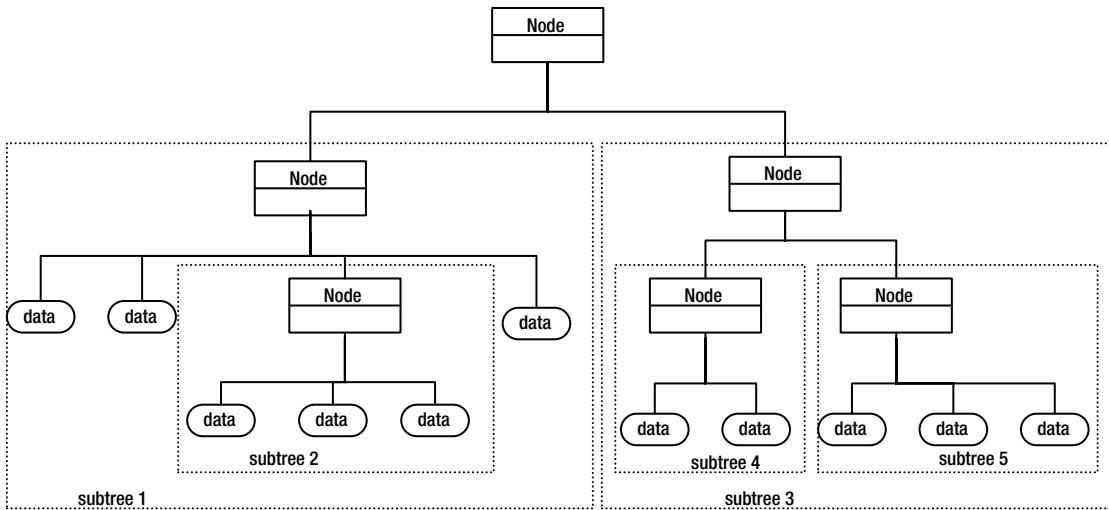 Node
Node
Node
data
data
Node
data
data
data
data
subtree 2
subtree 1
Node
Node
data
data
data
data
data
subtree 4
subtree 5
subtree 3